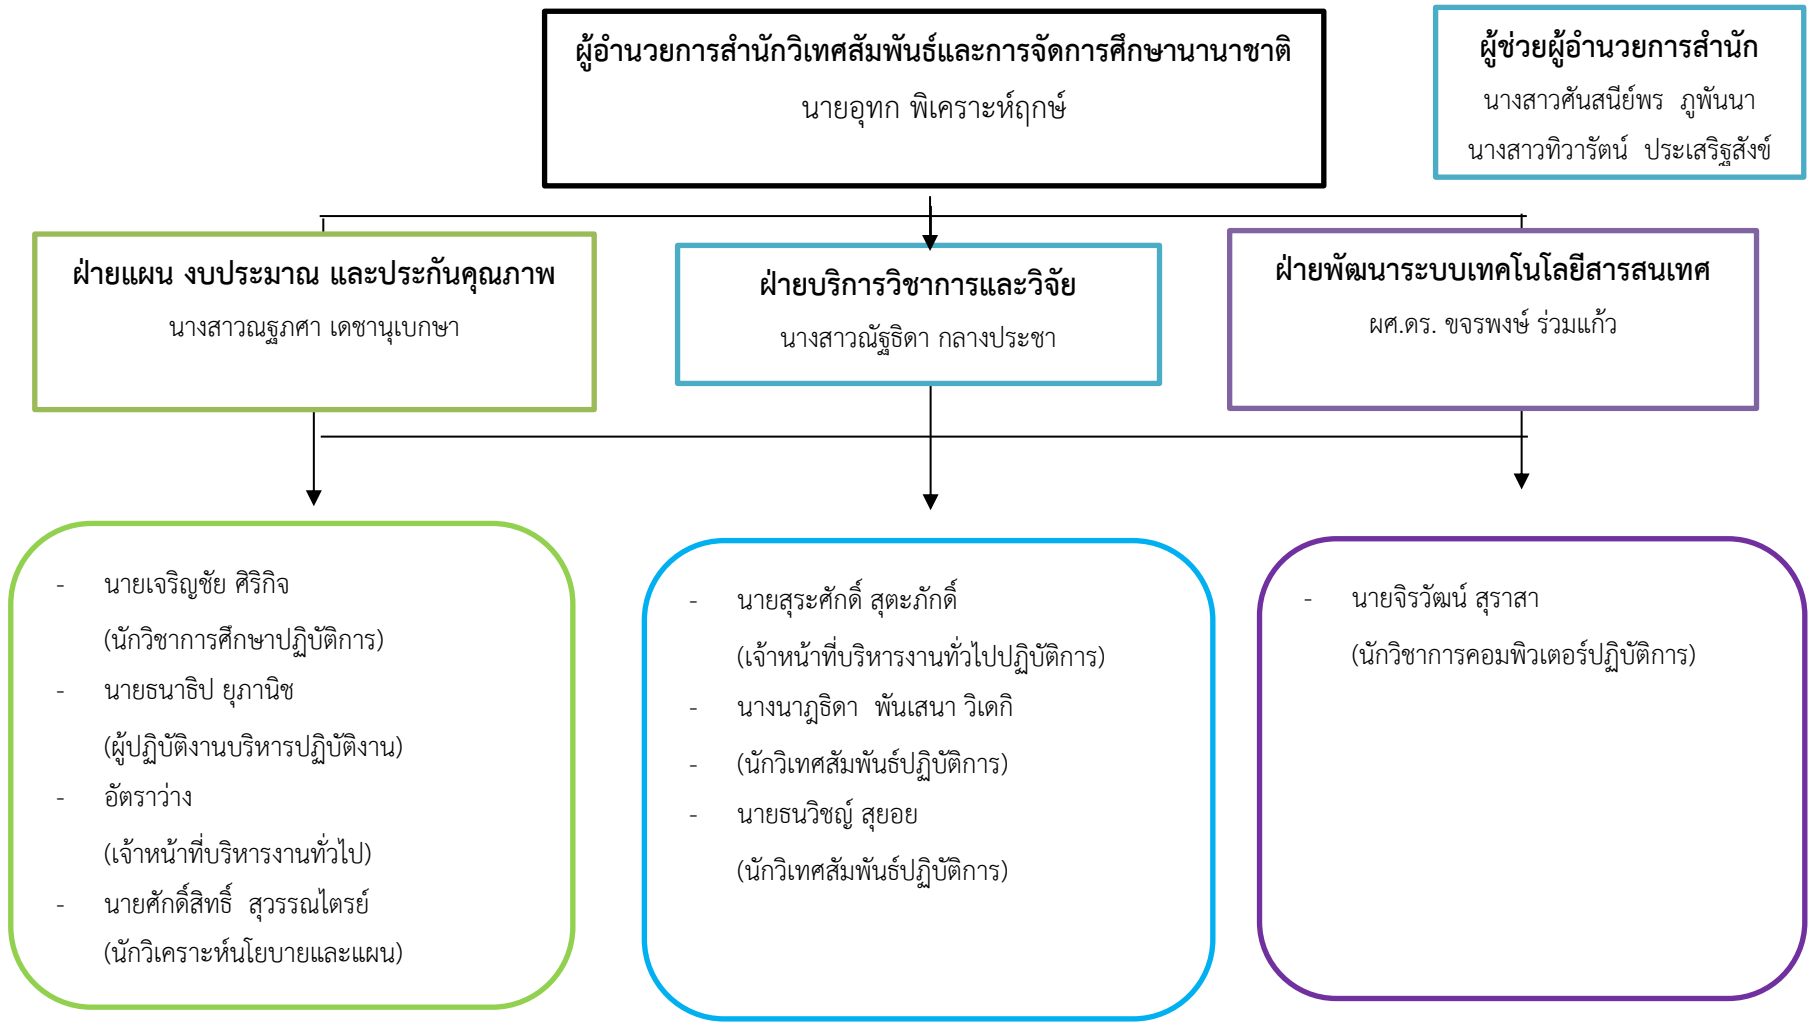 ผู้อำนวยการสำนักวิเทศสัมพันธ์และการจัดการศึกษานานาชาติ
นายอุทก พิเคราะห์ฤกษ์
ผู้ช่วยผู้อำนวยการสำนัก
นางสาวศันสนีย์พร  ภูพันนา
นางสาวทิวารัตน์  ประเสริฐสังข์
ฝ่ายแผน งบประมาณ และประกันคุณภาพ
นางสาวณฐภศา เดชานุเบกษา
ฝ่ายบริการวิชาการและวิจัย
นางสาวณัฐธิดา กลางประชา
ฝ่ายพัฒนาระบบเทคโนโลยีสารสนเทศ
ผศ.ดร. ขจรพงษ์ ร่วมแก้ว
- นายเจริญชัย ศิริกิจ
(นักวิชาการศึกษาปฏิบัติการ)
- นายธนาธิป ยุภานิช
(ผู้ปฏิบัติงานบริหารปฏิบัติงาน)
- อัตราว่าง
(เจ้าหน้าที่บริหารงานทั่วไป)
- นายศักดิ์สิทธิ์  สุวรรณไตรย์
(นักวิเคราะห์นโยบายและแผน)
- นายสุระศักดิ์ สุตะภักดิ์
(เจ้าหน้าที่บริหารงานทั่วไปปฏิบัติการ)
- นางนาฎธิดา  พันเสนา วิเดกิ
- (นักวิเทศสัมพันธ์ปฏิบัติการ)
- นายธนวิชญ์ สุยอย
(นักวิเทศสัมพันธ์ปฏิบัติการ)
- นายจิรวัฒน์ สุราสา
(นักวิชาการคอมพิวเตอร์ปฏิบัติการ)